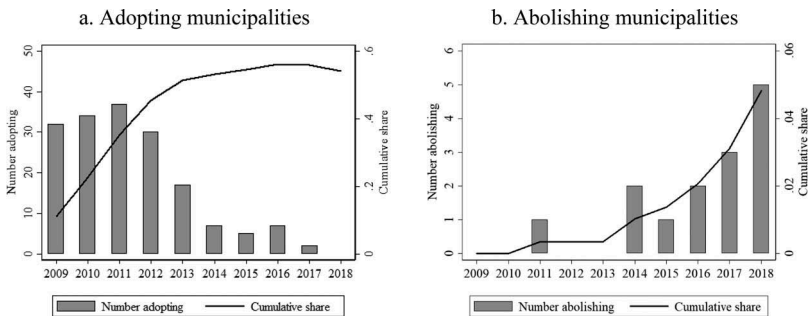 a. Adopting municipalities
50
40
30
20
10
0
Number adopting
.6
.4
.2
0
Cumulative share
2009 2010 2011 2012 2013 2014 2015 2016 2017 2018
Number adopting Cumulative share
b. Abolishing municipalities
6
5
4
3
2
1
0
Number abolishing
.06
.04
.02
0
Cumulative share
2009 2010 2011 2012 2013 2014 2015 2016 2017 2018
Number abolishing Cumulative share